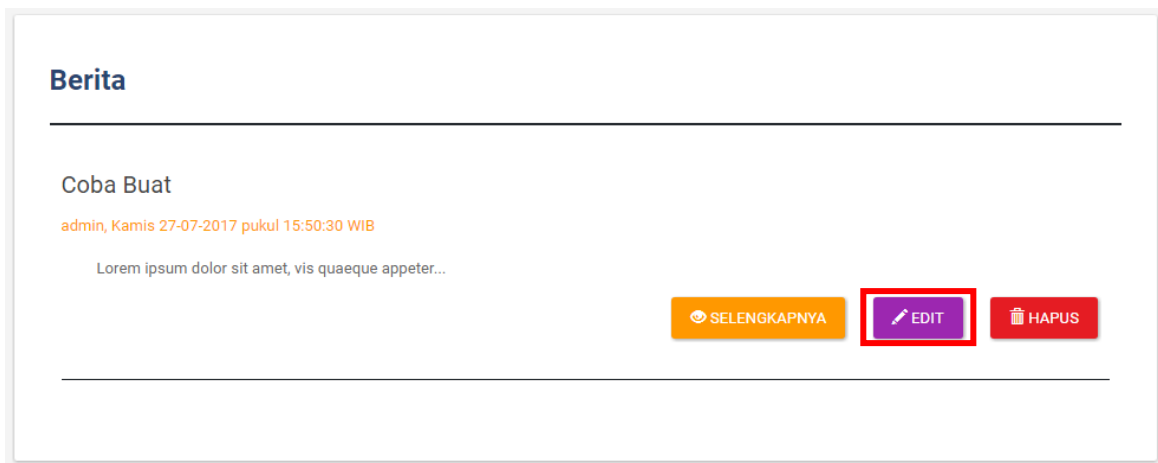 Berita
Coba Buat
admin, Kamis 27-07-2017 pukul 15:50:30 WIB
Lorem ipsum dolor sit amet, vis quaeque appeter...
SELENGKAPNYA EDIT HAPUS